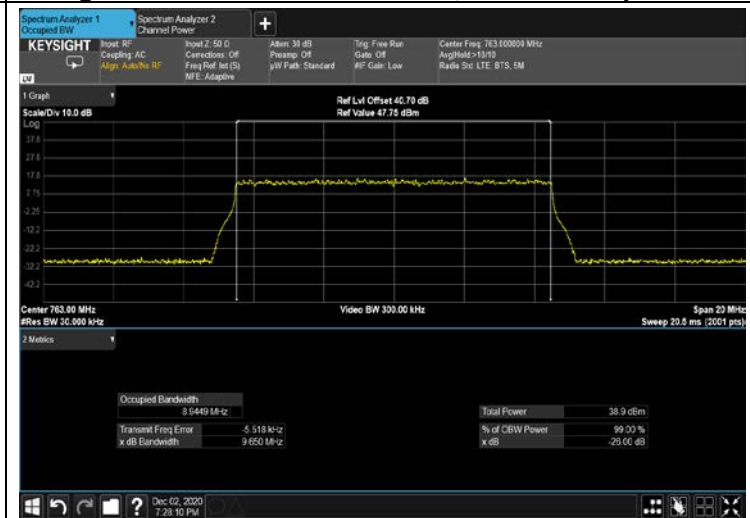 Spectrum Analyzer 1
Occupied BW
Spectrum Analyzer 2
Channel Power
+
KEYSIGHT
Input: RF
Coupling: AC
Align: Auto/No RF
Input Z: 50 Ω
Corrections: Off
Freq Ref: Int (S)
NFE: Adaptive
Atten: 30 dB
Preamp: Off
µW Path: Standard
Trig: Free Run
Gate: Off
#IF Gain: Low
Center Freq: 763.000000 MHz
Avg|Hold:>10/10
Radio Std: LTE, BTS, 5M
1 Graph
Scale/Div 10.0 dB
Ref Lvl Offset 40.70 dB
Ref Value 47.75 dBm
Log
37.8
27.8
17.8
7.75
-2.25
-12.2
-22.2
-32.2
-42.2
Center 763.00 MHz
#Res BW 30.000 kHz
Video BW 300.00 kHz
Span 20 MHz
Sweep 20.5 ms (2001 pts)
2 Metrics
Occupied Bandwidth
8.9449 MHz
Transmit Freq Error -5.518 kHz
x dB Bandwidth 9.650 MHz
Total Power 38.9 dBm
% of OBW Power 99.00 %
x dB -26.00 dB
?
Dec 02, 2020
7:28:10 PM